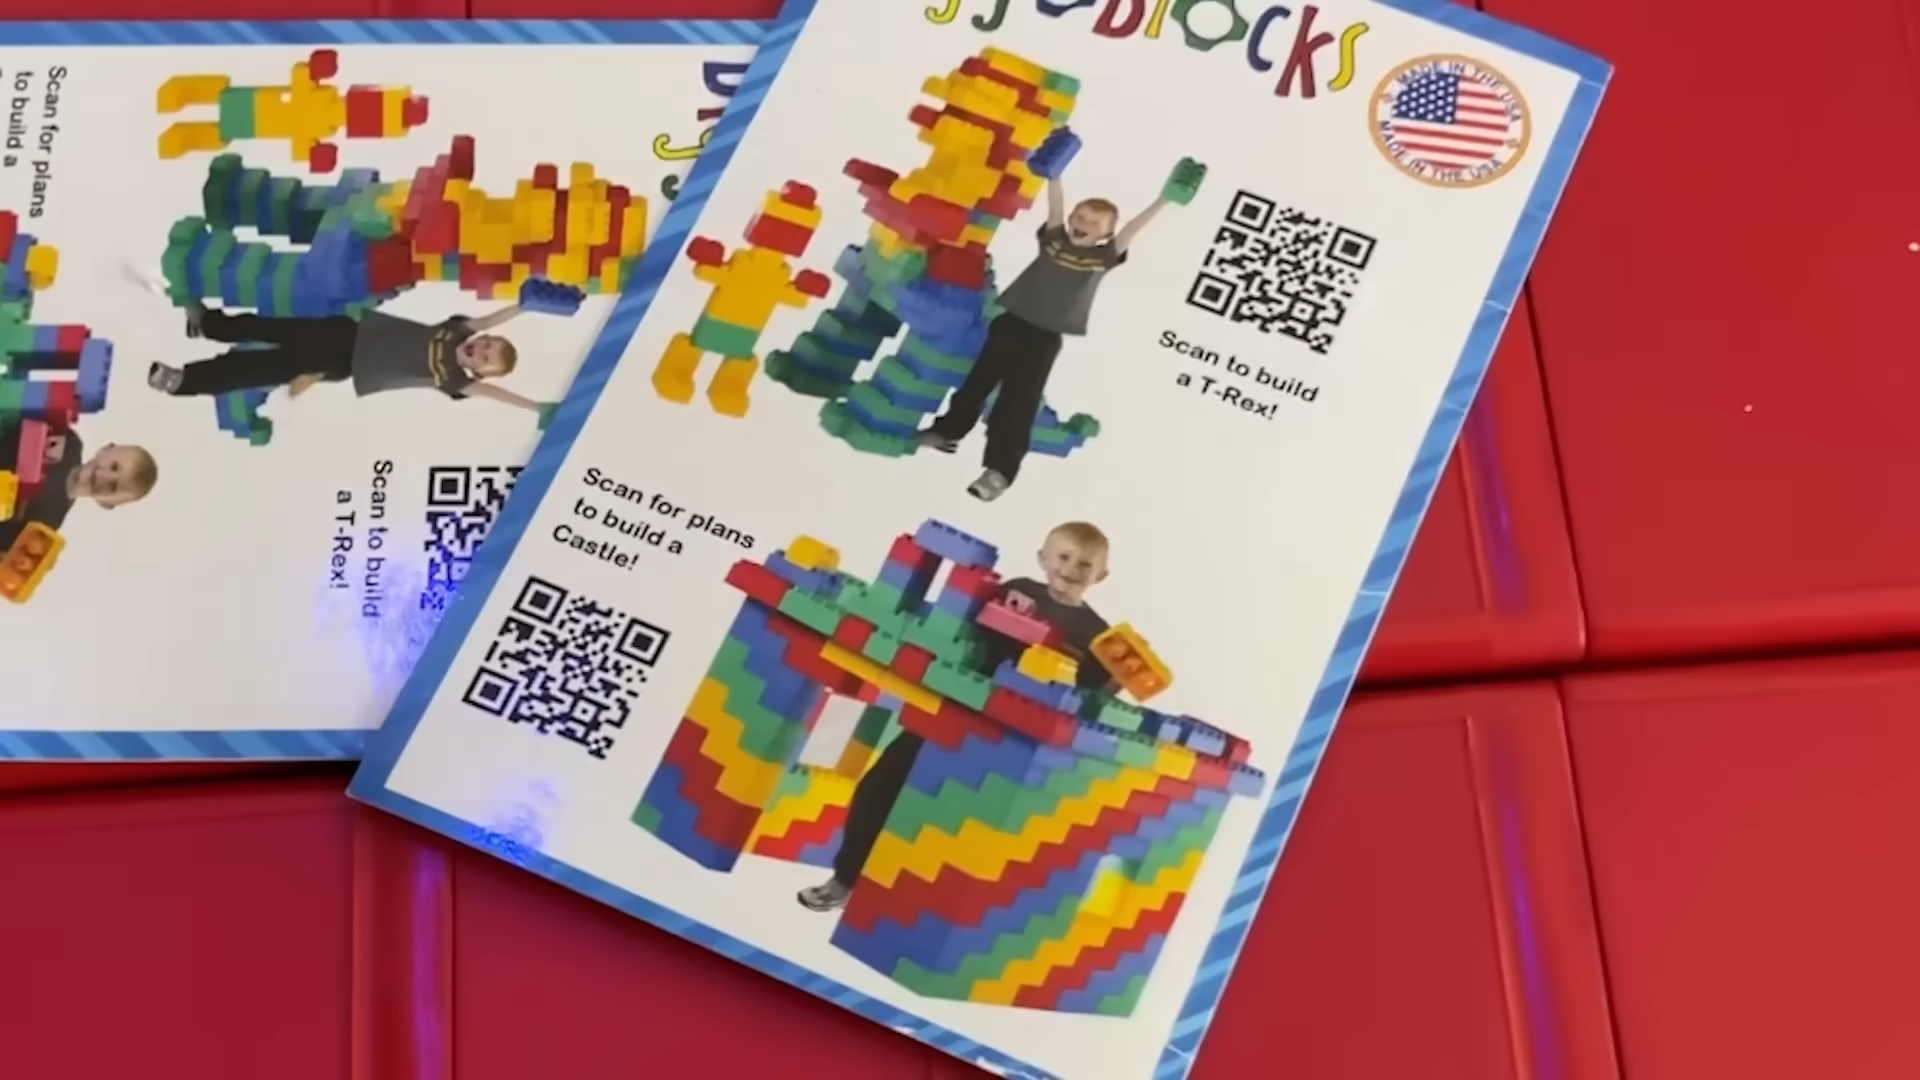 Blocks
MADE IN THE USA
MADE IN THE USA
Scan to build
a T-Rex!
Scan for plans
to build a
Castle!
Scan for plans
to build a
Scan to build
a T-Rex!